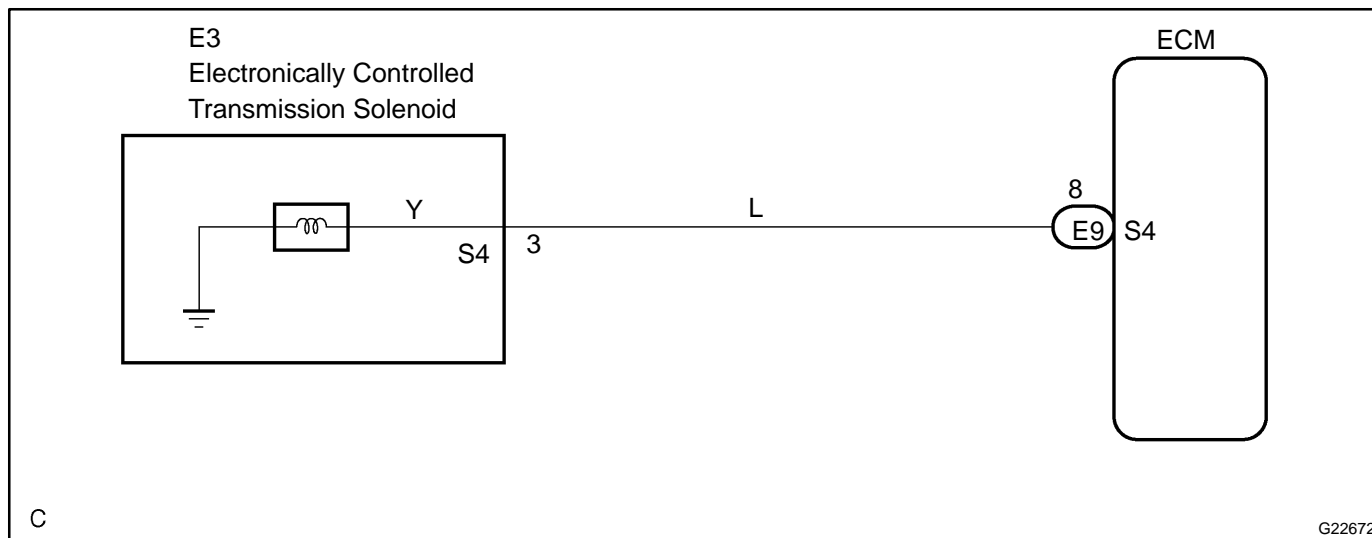 E3
Electronically Controlled
Transmission Solenoid
ECM
Y
S4
3
L
8
E9
S4
C
G22672